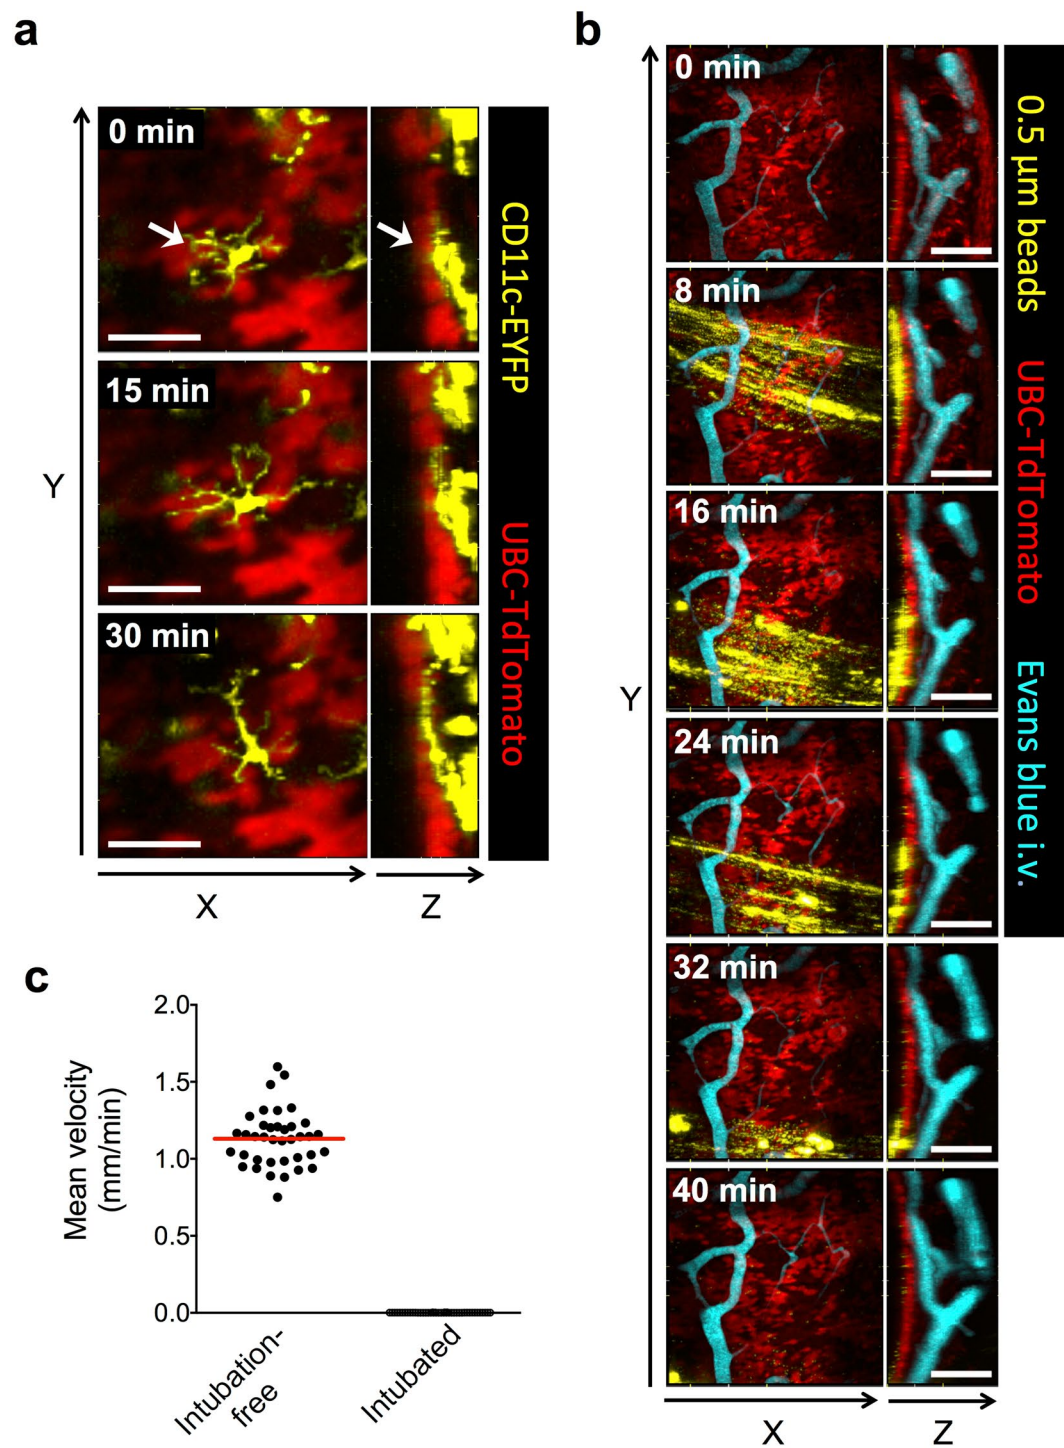 a
0 min
15 min
30 min
Y
X
Z
CD11c-EYFP
UBC-TdTomato
b
0 min
8 min
16 min
24 min
32 min
40 min
Y
X
Z
0.5 µm beads
UBC-TdTomato
Evans blue i.v.
c
Mean velocity
(mm/min)
2.0
1.5
1.0
0.5
0.0
Intubation-
free
Intubated